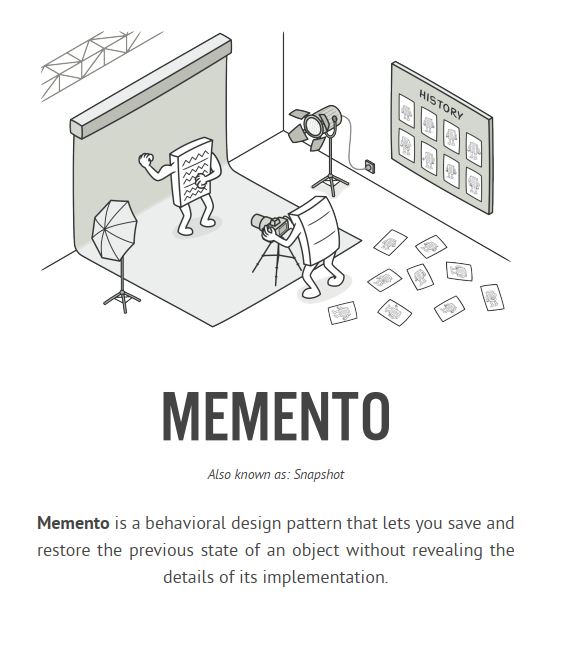 HISTORY
MEMENTO
Also known as: Snapshot
Memento is a behavioral design pattern that lets you save and
restore the previous state of an object without revealing the
details of its implementation.